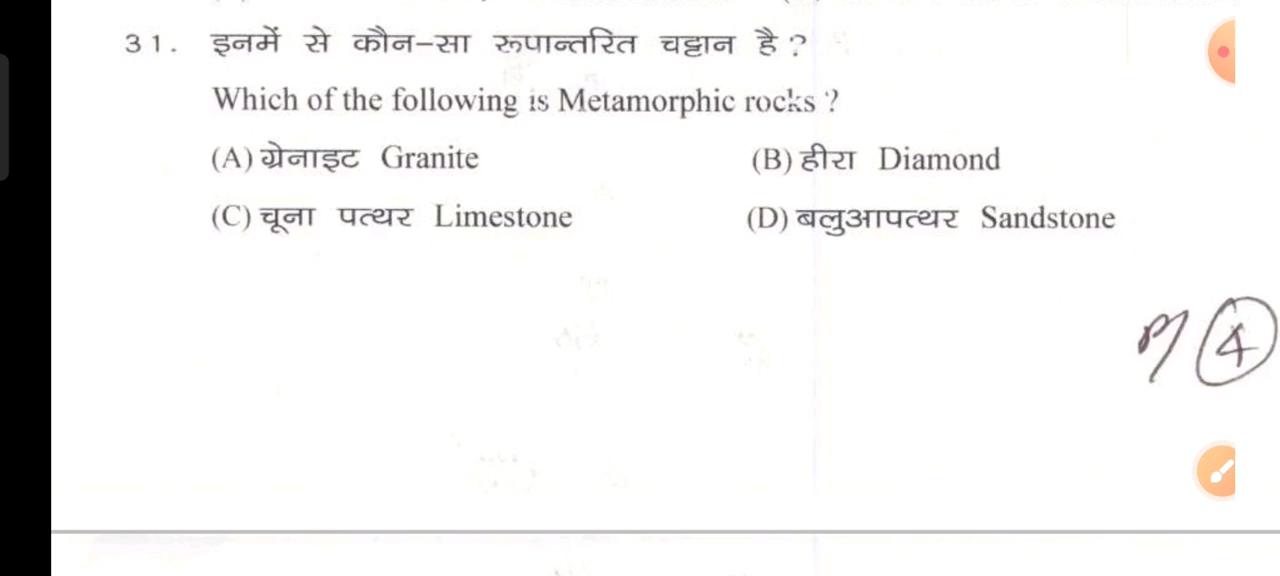 31. इनमें से कौन-सा रूपान्तरित चट्टान है ?
Which of the following is Metamorphic rocks ?
(A) ग्रेनाइट Granite (B) हीरा Diamond
(C) चूना पत्थर Limestone (D) बलुआपत्थर Sandstone
4